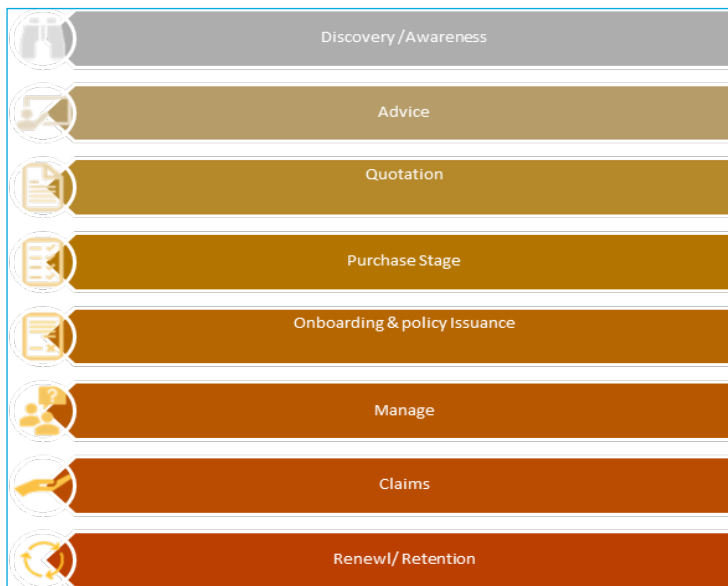 Discovery /Awareness
Advice
Quotation
Purchase Stage
Onboarding & policy Issuance
Manage
?
Claims
Renewl/ Retention